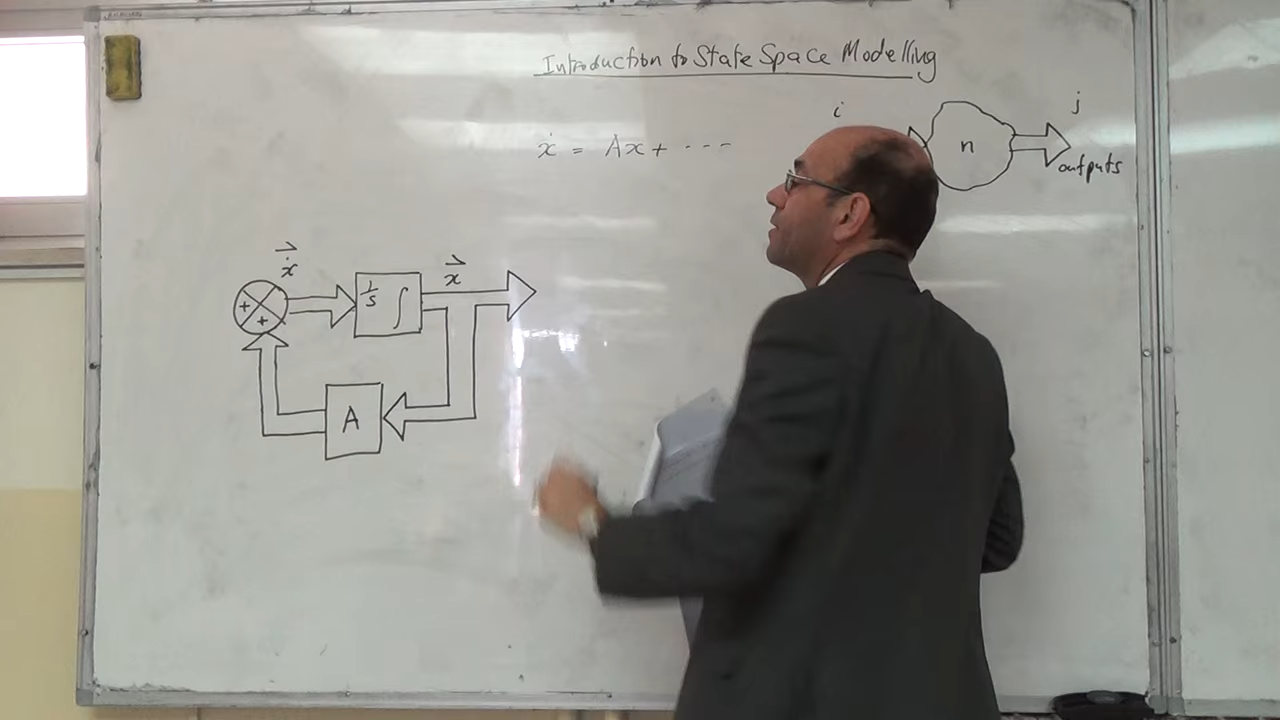 Introduction to State Space Modelling
i
j
n
outputs
ẋ = Ax + ---
ẋ
x
+
+
1/s ∫
A